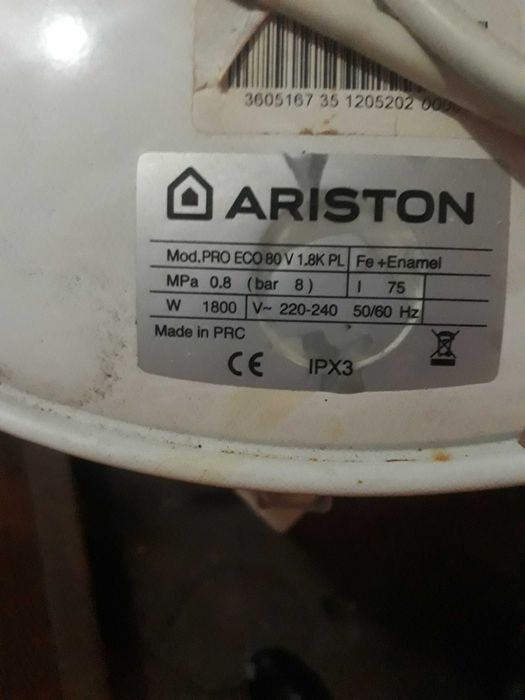 3605167 35 1205202
ARISTON
Mod.PRO ECO 80 V 1.8K PL Fe +Enamel
MPa 0.8 (bar 8) l 75
W 1800 V~ 220-240 50/60 Hz
Made in PRC
CE IPX3